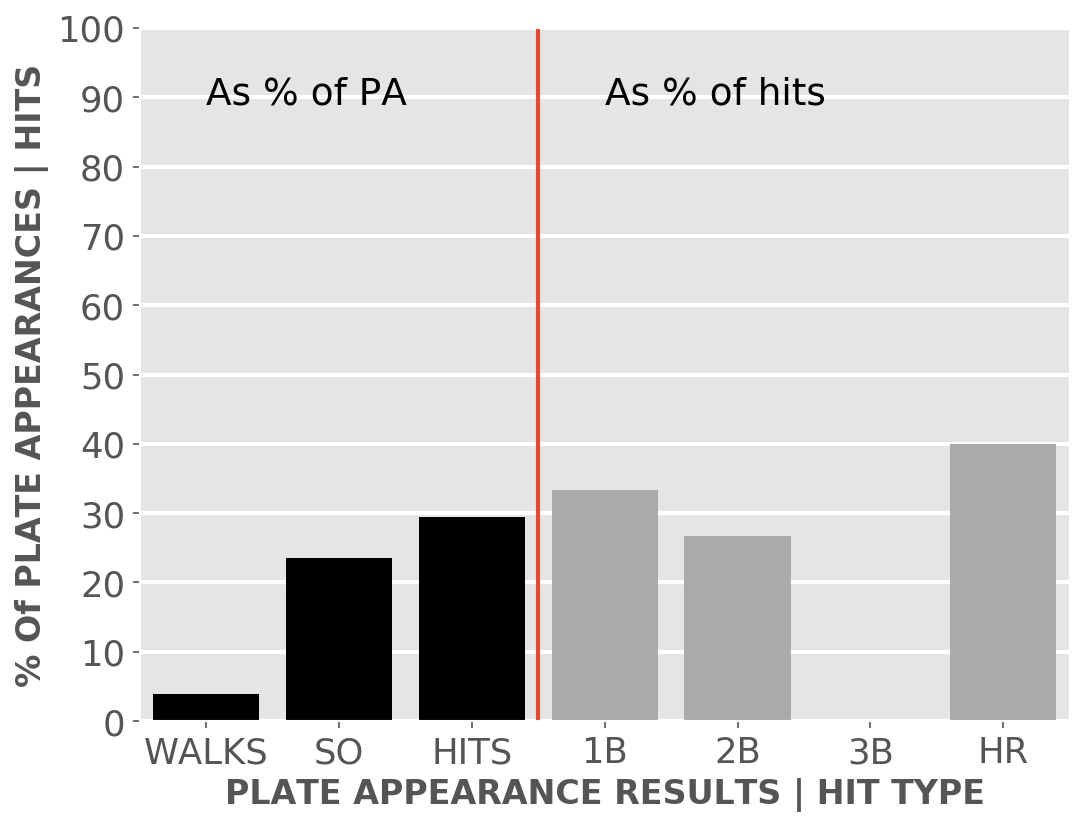 % Of PLATE APPEARANCES | HITS
100
90
80
70
60
50
40
30
20
10
0
As % of PA
As % of hits
WALKS SO HITS 1B 2B 3B HR
PLATE APPEARANCE RESULTS | HIT TYPE